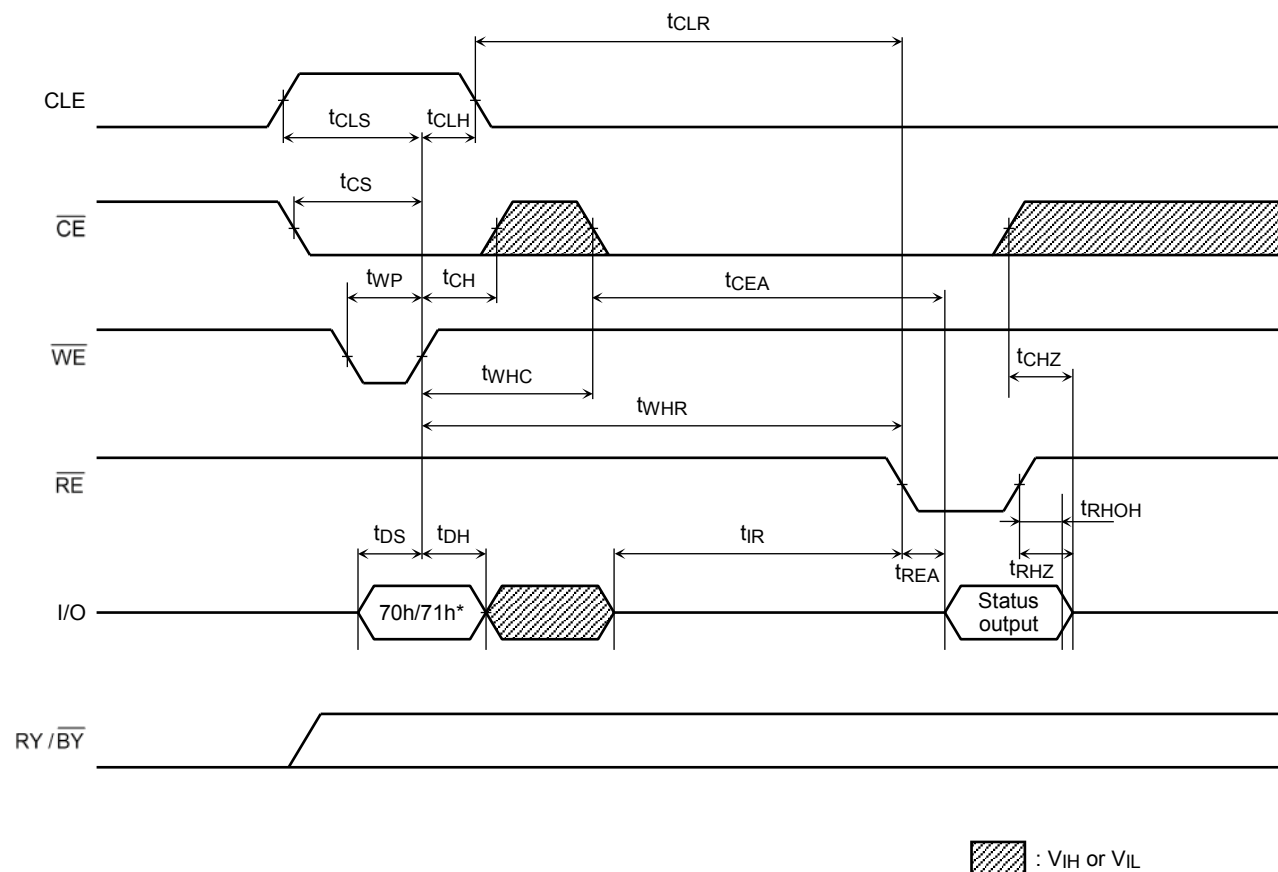 tCLR
CLE
tCLS
tCLH
tCS
CE
tWP
tCH
tCEA
WE
tCHZ
tWHC
tWHR
RE
tRHOH
tDS
tDH
tIR
tREA
tRHZ
I/O
70h/71h*
Status
output
RY / BY
: VIH or VIL